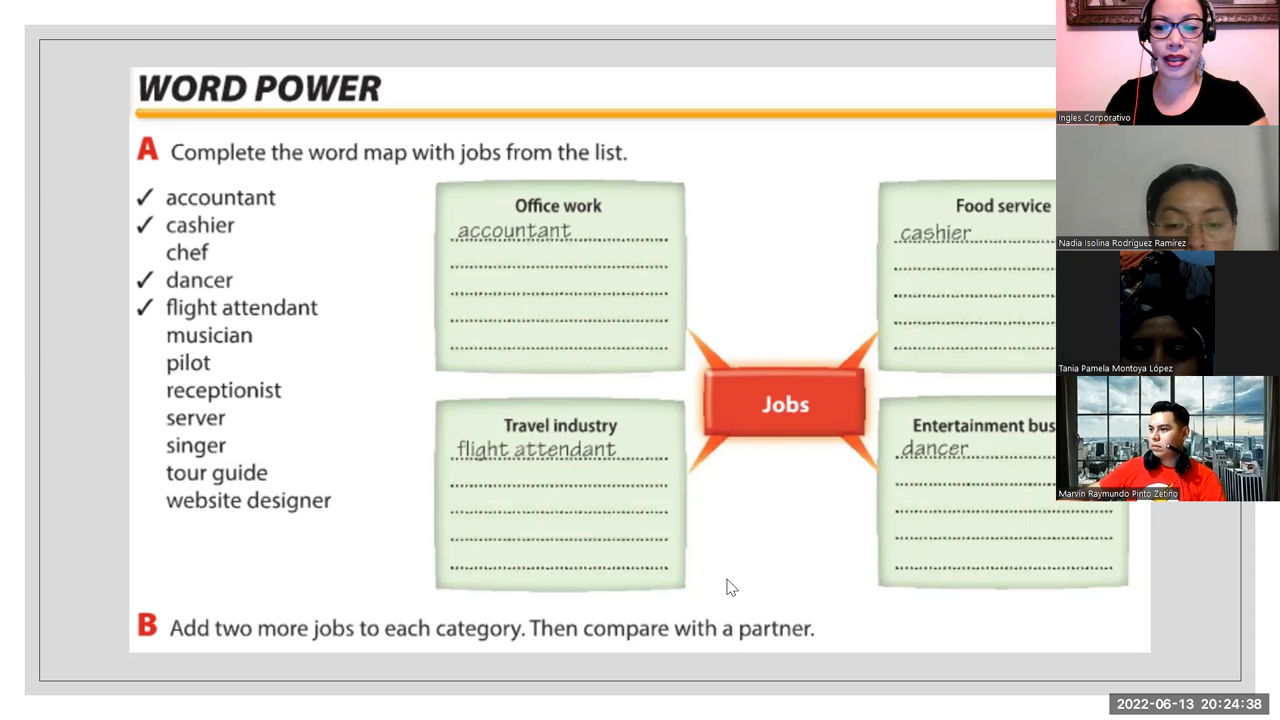 WORD POWER
A Complete the word map with jobs from the list.
✓ accountant
✓ cashier
chef
✓ dancer
✓ flight attendant
musician
pilot
receptionist
server
singer
tour guide
website designer
Office work
accountant
Food service
cashier
Jobs
Travel industry
flight attendant
Entertainment bus
dancer
B Add two more jobs to each category. Then compare with a partner.
Ingles Corporativo
Nadia Isolina Rodríguez Ramírez
Tania Pamela Montoya López
Marvin Raymundo Pinto Zetino
2022-06-13 20:24:38